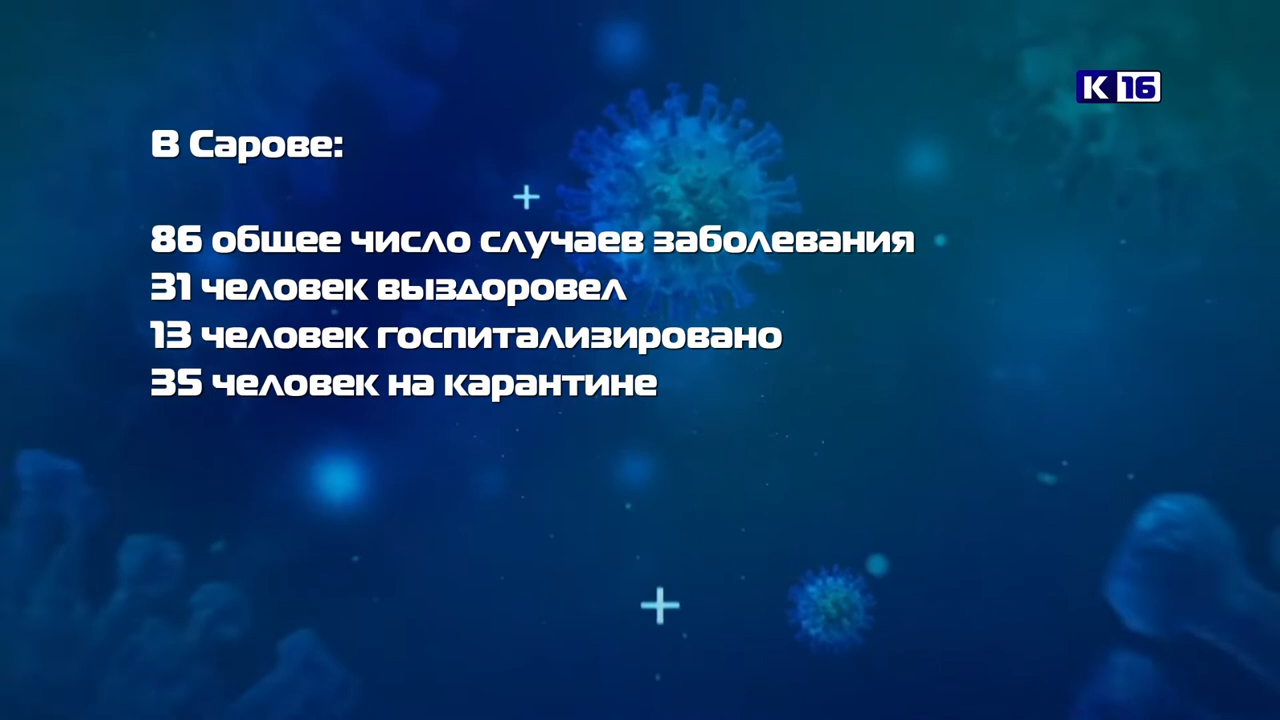 К 16
В Сарове:
86 общее число случаев заболевания
31 человек выздоровел
13 человек госпитализировано
35 человек на карантине